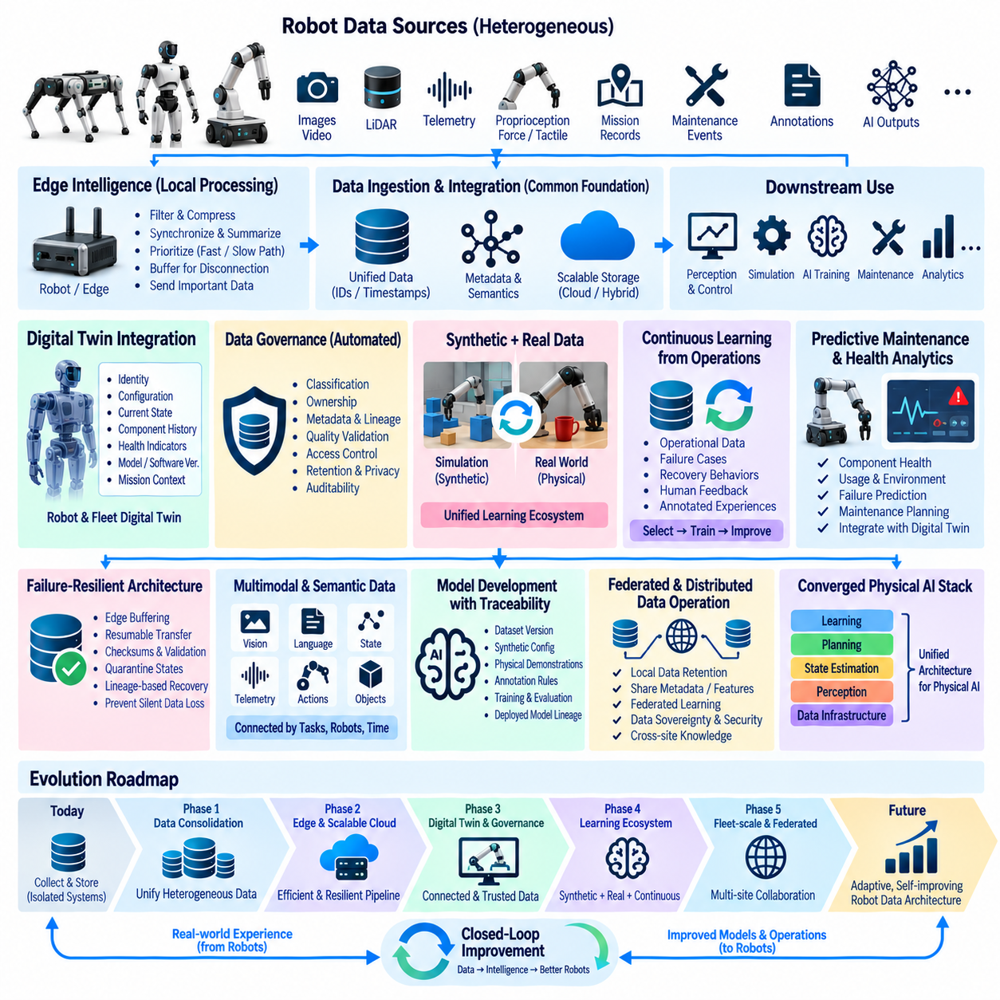 Robot Data Sources (Heterogeneous)
Images
Video
LiDAR
Telemetry
Proprioception
Force / Tactile
Mission
Records
Maintenance
Events
Annotations
AI Outputs
...
Edge Intelligence (Local Processing)
• Filter & Compress
• Synchronize & Summarize
• Prioritize (Fast / Slow Path)
• Buffer for Disconnection
• Send Important Data
Robot / Edge
Data Ingestion & Integration (Common Foundation)
Unified Data
(IDs / Timestamps)
Metadata &
Semantics
Scalable Storage
(Cloud / Hybrid)
Downstream Use
Perception
& Control
Simulation
AI Training
Maintenance
Analytics
...
Digital Twin Integration
• Identity
• Configuration
• Current State
• Component History
• Health Indicators
• Model / Software Ver.
• Mission Context
Robot & Fleet Digital Twin
Data Governance (Automated)
• Classification
• Ownership
• Metadata & Lineage
• Quality Validation
• Access Control
• Retention & Privacy
• Auditability
Synthetic + Real Data
Simulation
(Synthetic)
Real World
(Physical)
Unified Learning Ecosystem
Continuous Learning
from Operations
• Operational Data
• Failure Cases
• Recovery Behaviors
• Human Feedback
• Annotated Experiences
Select → Train → Improve
Predictive Maintenance
& Health Analytics
✓ Component Health
✓ Usage & Environment
✓ Failure Prediction
✓ Maintenance Planning
✓ Integrate with Digital Twin
Failure-Resilient Architecture
• Edge Buffering
• Resumable Transfer
• Checksums & Validation
• Quarantine States
• Lineage-based Recovery
• Prevent Silent Data Loss
Multimodal & Semantic Data
Vision
Language
State
Telemetry
Actions
Objects
Connected by Tasks, Robots, Time
Model Development
with Traceability
AI
• Dataset Version
• Synthetic Config
• Physical Demonstrations
• Annotation Rules
• Training & Evaluation
• Deployed Model Lineage
Federated & Distributed
Data Operation
✓ Local Data Retention
✓ Share Metadata / Features
✓ Federated Learning
✓ Data Sovereignty & Security
✓ Cross-site Knowledge
Converged Physical AI Stack
Learning
Planning
State Estimation
Perception
Data Infrastructure
Unified
Architecture
for Physical AI
Evolution Roadmap
Today
Collect & Store
(Isolated Systems)
Phase 1
Data Consolidation
Unify Heterogeneous Data
Phase 2
Edge & Scalable Cloud
Efficient & Resilient Pipeline
Phase 3
Digital Twin & Governance
Connected & Trusted Data
Phase 4
Learning Ecosystem
Synthetic + Real + Continuous
Phase 5
Fleet-scale & Federated
Multi-site Collaboration
Future
Adaptive, Self-improving
Robot Data Architecture
Real-world Experience
(from Robots)
Closed-Loop
Improvement
Data → Intelligence → Better Robots
Improved Models & Operations
(to Robots)